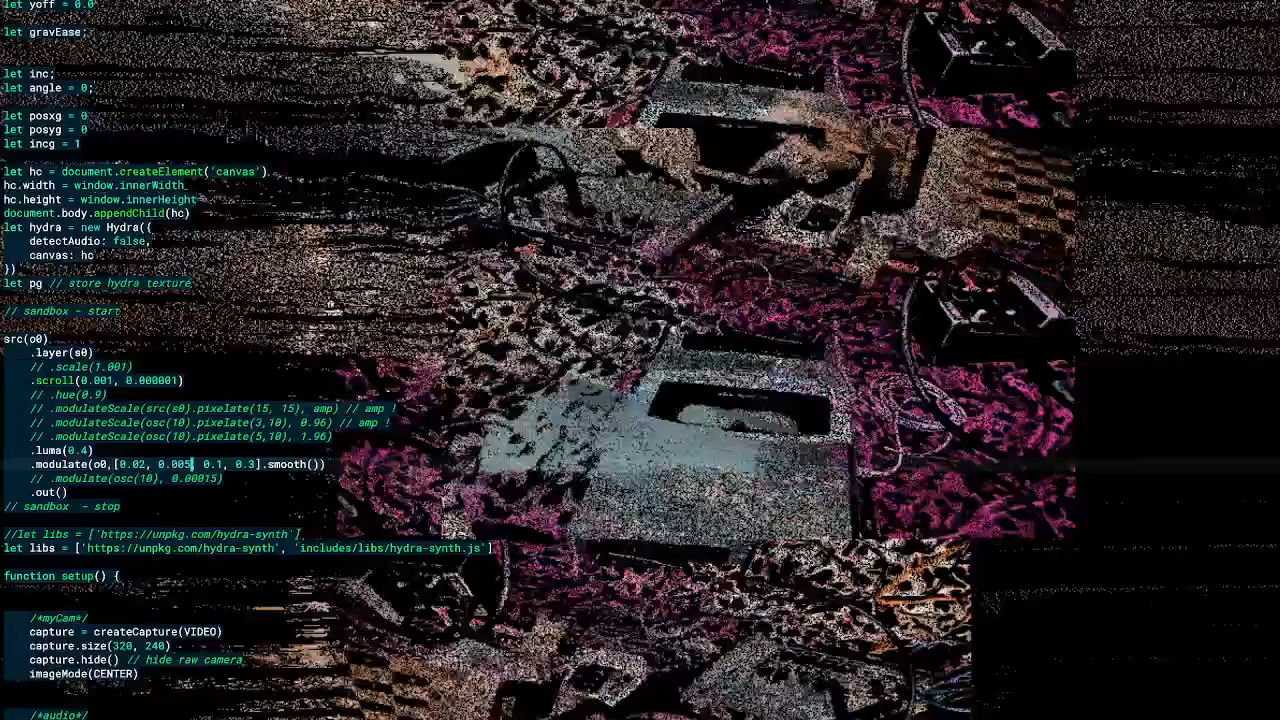 let yoff = 0.0
let gravEase;
let inc;
let angle = 0;
let posxg = 0
let posyg = 0
let incg = 1
let hc = document.createElement('canvas')
hc.width = window.innerWidth
hc.height = window.innerHeight
document.body.appendChild(hc)
let hydra = new Hydra({
detectAudio: false,
canvas: hc
})
let pg // store hydra texture
// sandbox - start
src(o0)
.layer(s0)
// .scale(1.001)
.scroll(0.001, 0.000001)
// .hue(0.9)
// .modulateScale(src(s0).pixelate(15, 15), amp) // amp !
// .modulateScale(osc(10).pixelate(3,10), 0.96) // amp !
// .modulateScale(osc(10).pixelate(5,10), 1.96)
.luma(0.4)
.modulate(o0,[0.02, 0.005, 0.1, 0.3].smooth())
// .modulate(osc(10), 0.00015)
.out()
// sandbox - stop
//let libs = ['https://unpkg.com/hydra-synth']
let libs = ['https://unpkg.com/hydra-synth', 'includes/libs/hydra-synth.js']
function setup() {
/*myCam*/
capture = createCapture(VIDEO)
capture.size(320, 240)
capture.hide() // hide raw camera
imageMode(CENTER)
/*audio*/